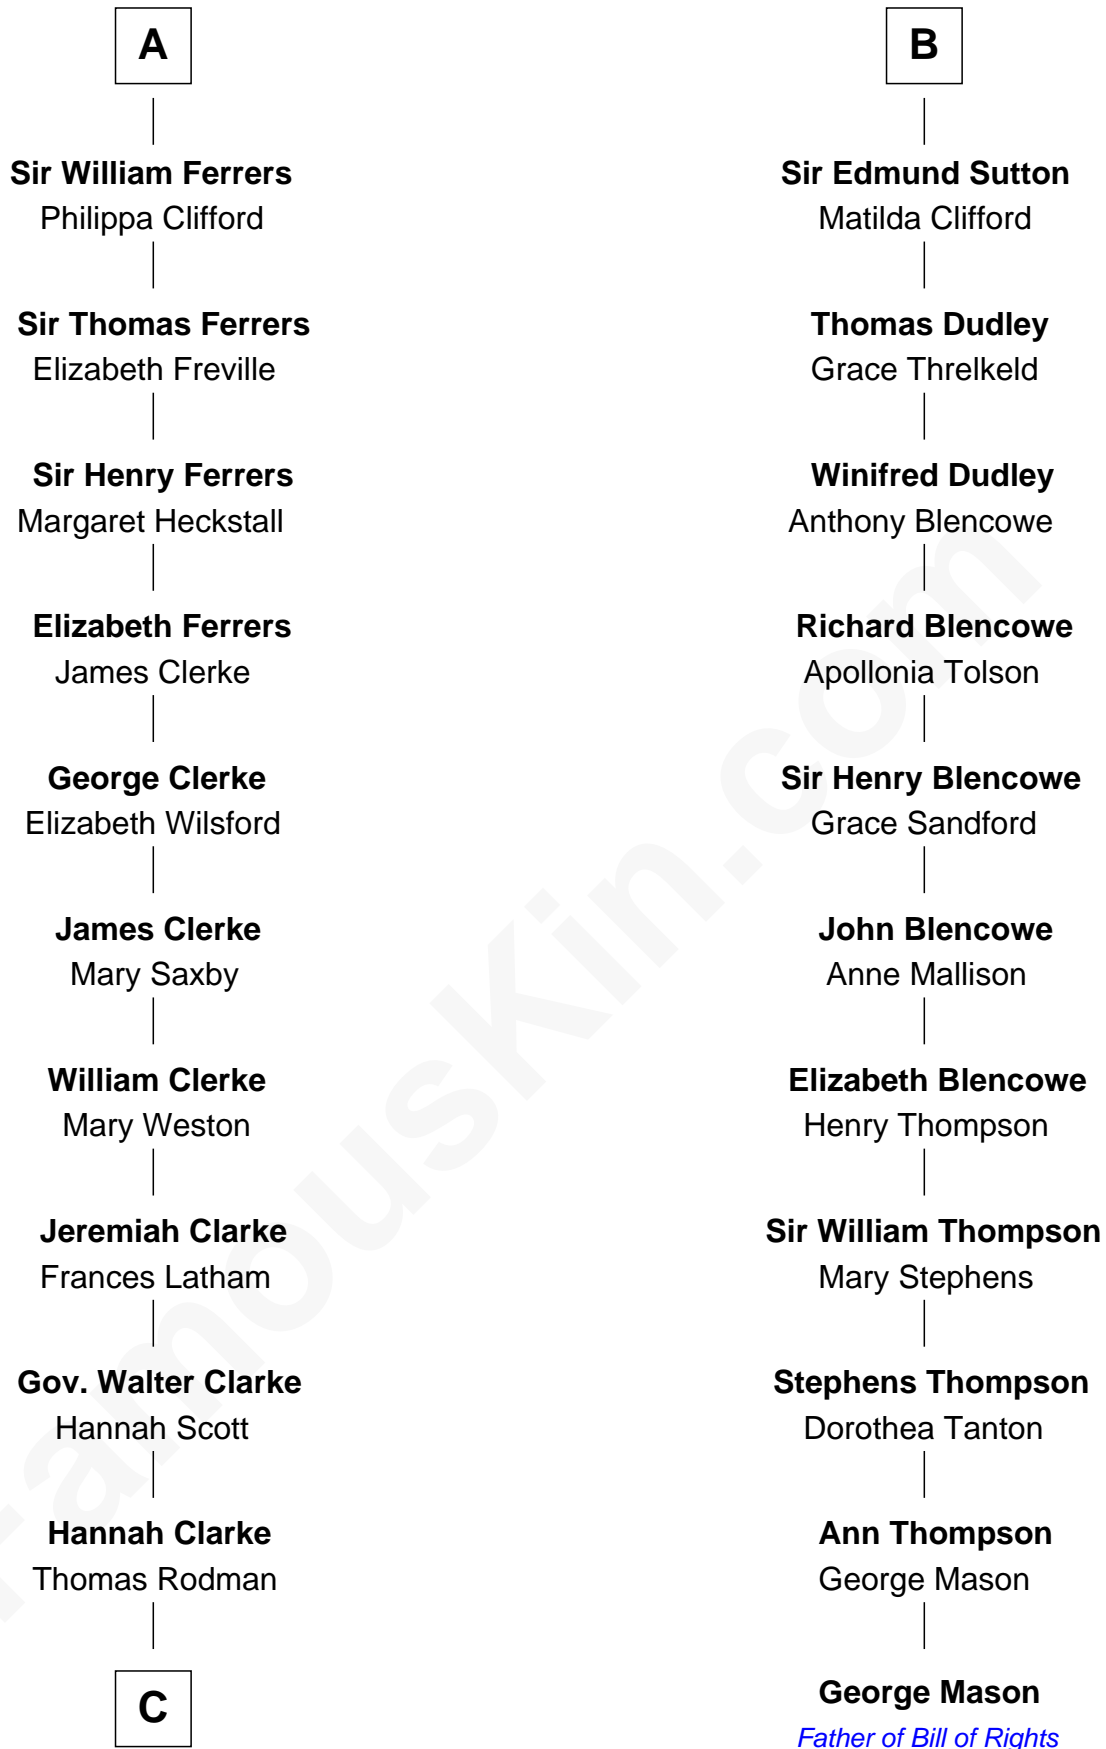 A
Sir William Ferrers
Philippa Clifford
Sir Thomas Ferrers
Elizabeth Freville
Sir Henry Ferrers
Margaret Heckstall
Elizabeth Ferrers
James Clerke
George Clerke
Elizabeth Wilsford
James Clerke
Mary Saxby
William Clerke
Mary Weston
Jeremiah Clarke
Frances Latham
Gov. Walter Clarke
Hannah Scott
Hannah Clarke
Thomas Rodman
C
B
Sir Edmund Sutton
Matilda Clifford
Thomas Dudley
Grace Threlkeld
Winifred Dudley
Anthony Blencowe
Richard Blencowe
Apollonia Tolson
Sir Henry Blencowe
Grace Sandford
John Blencowe
Anne Mallison
Elizabeth Blencowe
Henry Thompson
Sir William Thompson
Mary Stephens
Stephens Thompson
Dorothea Tanton
Ann Thompson
George Mason
George Mason
Father of Bill of Rights
FamousKin.com